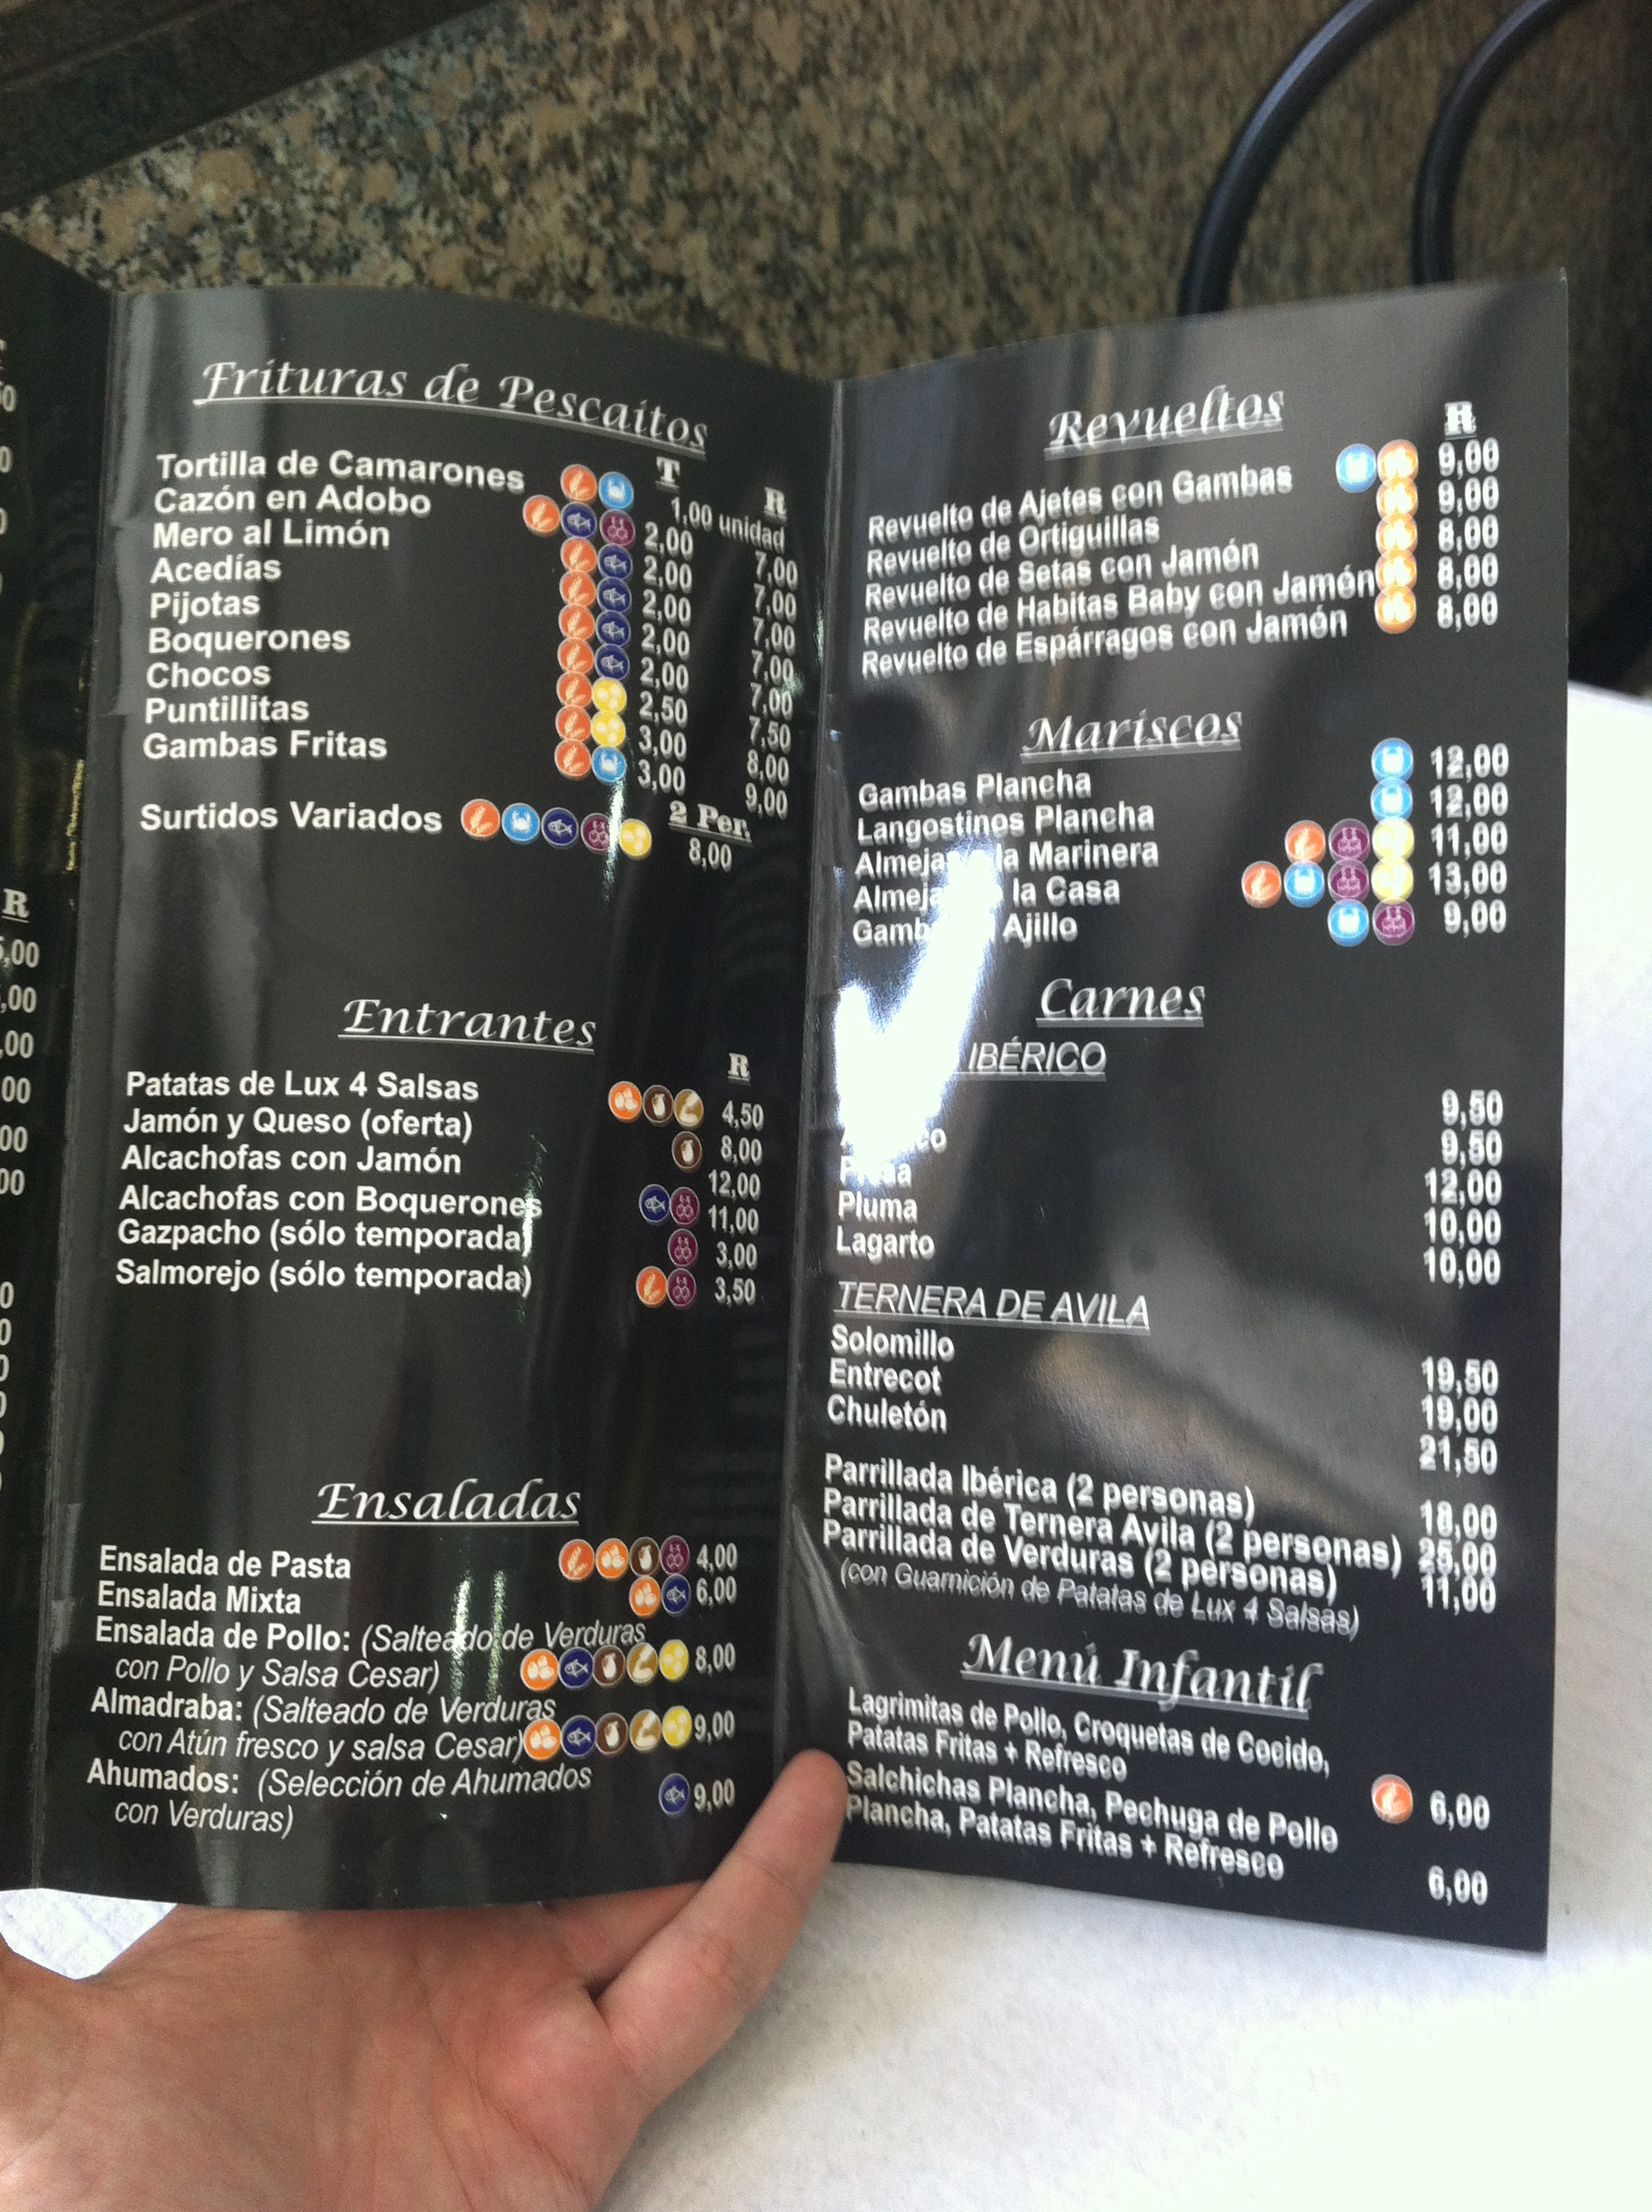 Frituras de Pescaitos
T R
Tortilla de Camarones 1,00 unidad
Cazón en Adobo 2,00 7,00
Mero al Limón 2,00 7,00
Acedías 2,00 7,00
Pijotas 2,00 7,00
Boquerones 2,00 7,00
Chocos 2,50 7,50
Puntillitas 3,00 8,00
Gambas Fritas 3,00 9,00
2 Per.
Surtidos Variados 8,00
Entrantes
R
Patatas de Lux 4 Salsas 4,50
Jamón y Queso (oferta) 8,00
Alcachofas con Jamón 12,00
Alcachofas con Boquerones 11,00
Gazpacho (sólo temporada) 3,00
Salmorejo (sólo temporada) 3,50
Ensaladas
Ensalada de Pasta 4,00
Ensalada Mixta 6,00
Ensalada de Pollo: (Salteado de Verduras
con Pollo y Salsa Cesar) 8,00
Almadraba: (Salteado de Verduras
con Atún fresco y salsa Cesar) 9,00
Ahumados: (Selección de Ahumados
con Verduras) 9,00
Revueltos
R
Revuelto de Ajetes con Gambas 9,00
Revuelto de Ortiguillas 9,00
Revuelto de Setas con Jamón 8,00
Revuelto de Habitas Baby con Jamón 8,00
Revuelto de Espárragos con Jamón 8,00
Mariscos
Gambas Plancha 12,00
Langostinos Plancha 12,00
la Marinera 11,00
la Casa 13,00
Ajillo 9,00
Carnes
IBÉRICO
9,50
9,50
12,00
Pluma 10,00
Lagarto 10,00
TERNERA DE AVILA
Solomillo 19,50
Entrecot 19,00
Chuletón 21,50
Parrillada Ibérica (2 personas) 18,00
Parrillada de Ternera Avila (2 personas) 25,00
Parrillada de Verduras (2 personas) 11,00
(con Guarnición de Patatas de Lux 4 Salsas)
Menú Infantil
Lagrimitas de Pollo, Croquetas de Cocido,
Patatas Fritas + Refresco 6,00
Salchichas Plancha, Pechuga de Pollo
Plancha, Patatas Fritas + Refresco 6,00